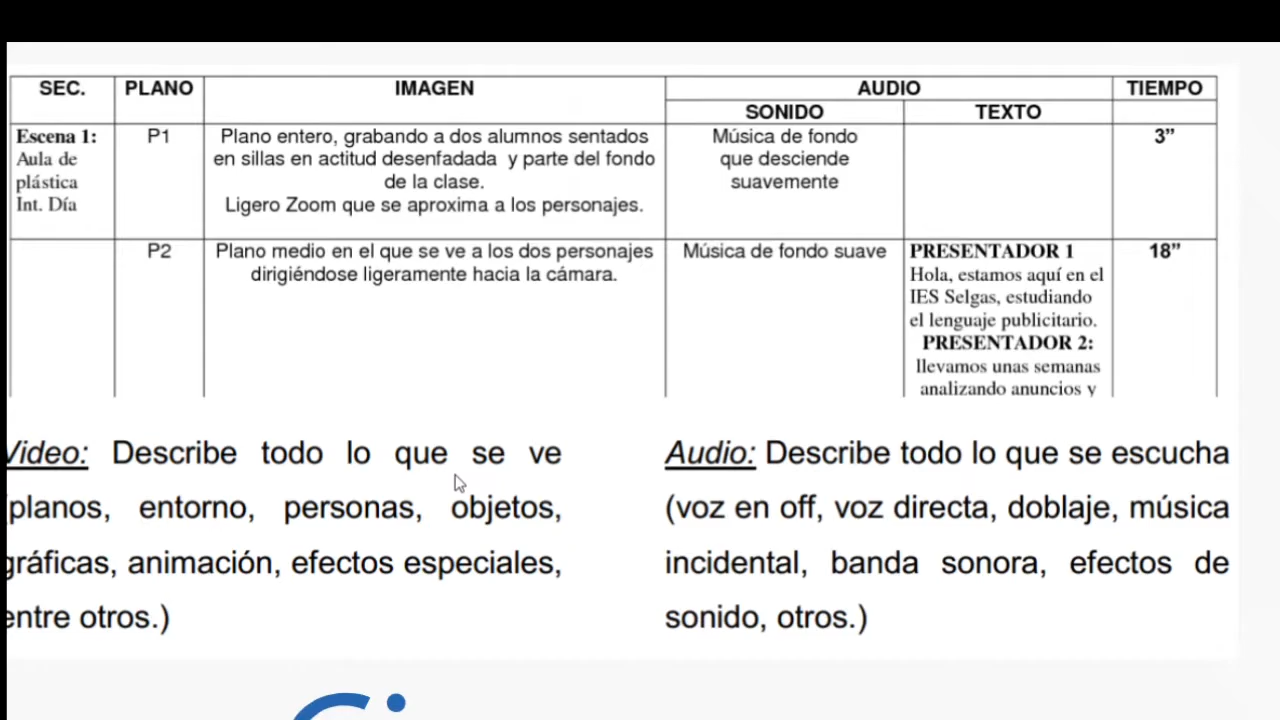 SEC. PLANO IMAGEN AUDIO TIEMPO
SONIDO TEXTO
Escena 1: P1 Plano entero, grabando a dos alumnos sentados Música de fondo 3”
Aula de en sillas en actitud desenfadada y parte del fondo que desciende
plástica de la clase. suavemente
Int. Día Ligero Zoom que se aproxima a los personajes.
P2 Plano medio en el que se ve a los dos personajes Música de fondo suave PRESENTADOR 1 18”
dirigiéndose ligeramente hacia la cámara. Hola, estamos aquí en el
IES Selgas, estudiando
el lenguaje publicitario.
PRESENTADOR 2:
llevamos unas semanas
analizando anuncios y
Video: Describe todo lo que se ve
(planos, entorno, personas, objetos,
gráficas, animación, efectos especiales,
entre otros.)
Audio: Describe todo lo que se escucha
(voz en off, voz directa, doblaje, música
incidental, banda sonora, efectos de
sonido, otros.)